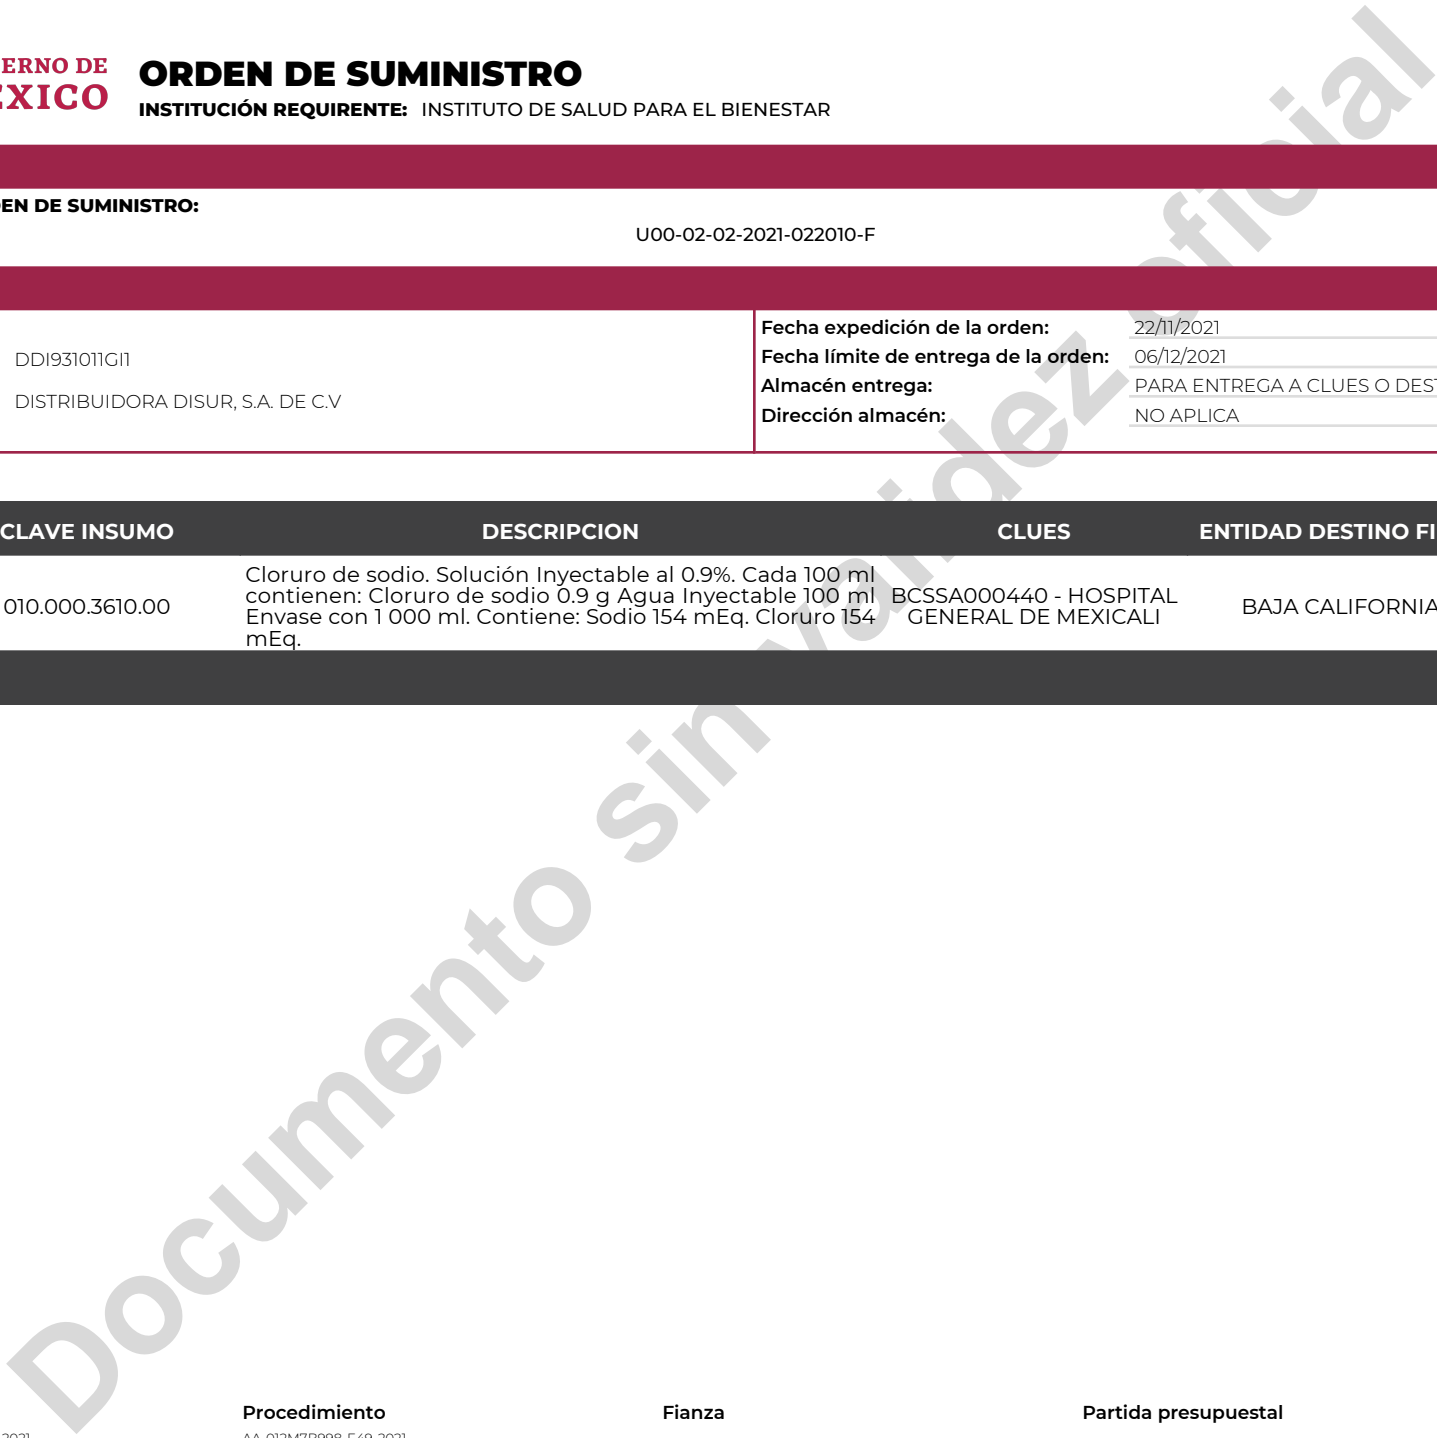 ERNO DE
EXICO
ORDEN DE SUMINISTRO
INSTITUCIÓN REQUIRENTE: INSTITUTO DE SALUD PARA EL BIENESTAR
EN DE SUMINISTRO:
U00-02-02-2021-022010-F
DDI931011GI1
DISTRIBUIDORA DISUR, S.A. DE C.V
Fecha expedición de la orden: 22/11/2021
Fecha límite de entrega de la orden: 06/12/2021
Almacén entrega: PARA ENTREGA A CLUES O DEST
Dirección almacén: NO APLICA
CLAVE INSUMO DESCRIPCION CLUES ENTIDAD DESTINO FI
010.000.3610.00
Cloruro de sodio. Solución Inyectable al 0.9%. Cada 100 ml
contienen: Cloruro de sodio 0.9 g Agua Inyectable 100 ml
Envase con 1 000 ml. Contiene: Sodio 154 mEq. Cloruro 154
mEq.
BCSSA000440 - HOSPITAL
GENERAL DE MEXICALI
BAJA CALIFORNIA
Documento sin validez oficial
Procedimiento Fianza Partida presupuestal